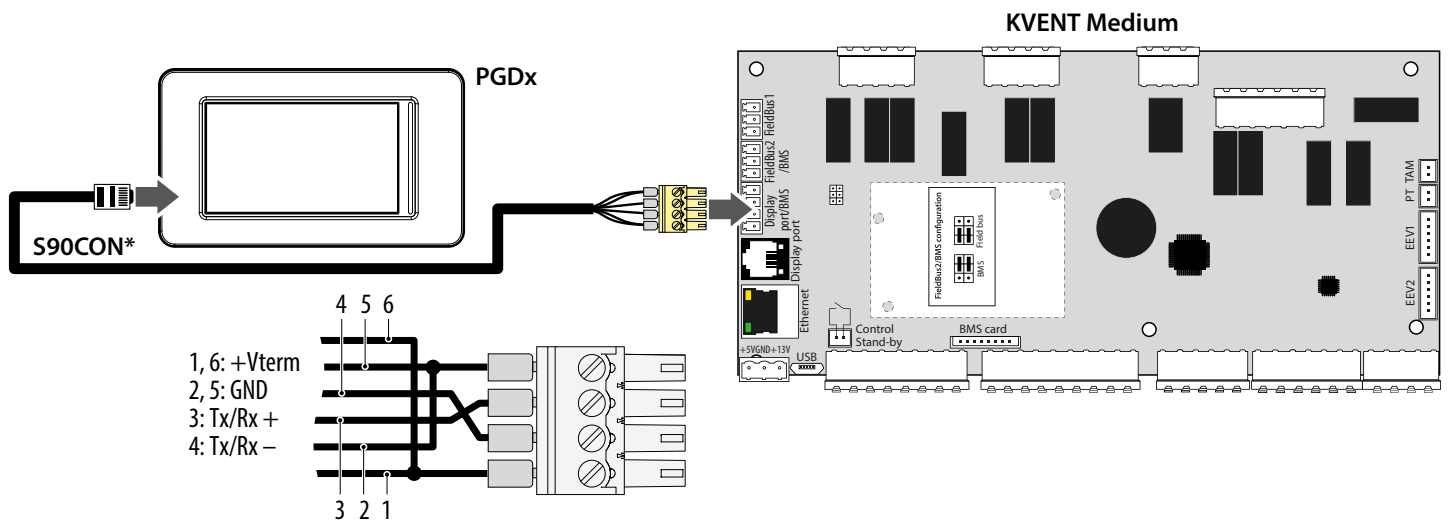 KVENT Medium
PGDx
S90CON*
FieldBus1
FieldBus2
/BMS
Display
port/BMS
Display port
Ethernet
+5VGND+13V
USB
Control
Stand-by
BMS card
FieldBus2/BMS configuration
Field bus
BMS
PT TAM
EEV1
EEV2
4 5 6
1, 6: +Vterm
2, 5: GND
3: Tx/Rx +
4: Tx/Rx –
3 2 1